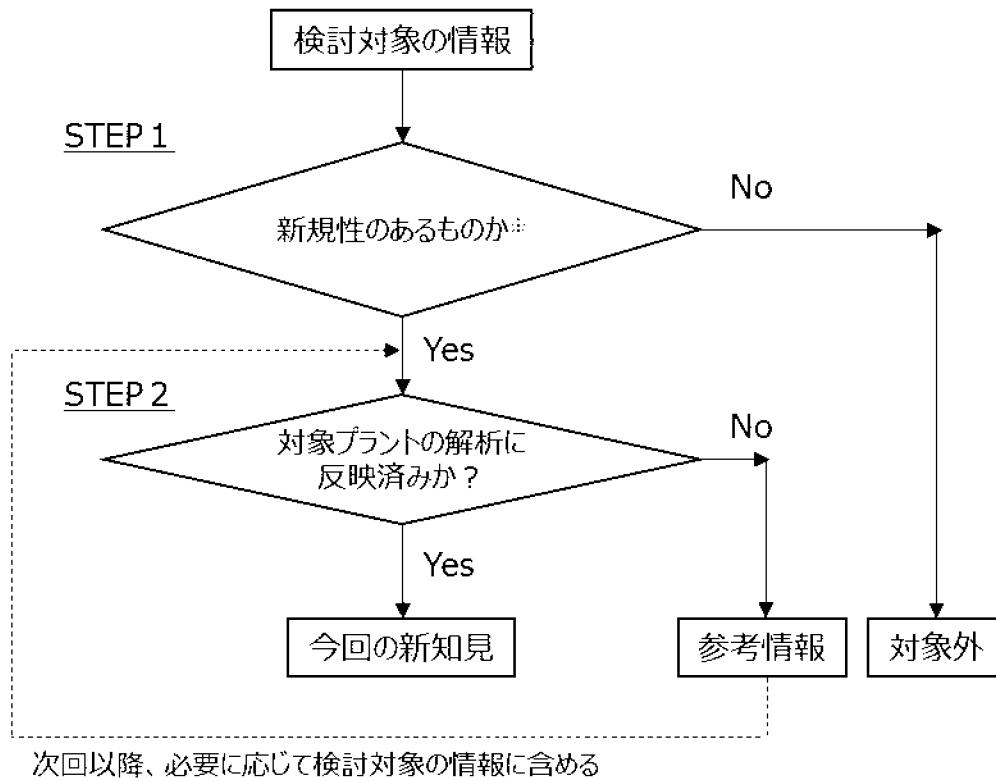 検討対象の情報
STEP 1
No
新規性のあるものか※
Yes
STEP 2
No
対象プラントの解析に
反映済みか？
Yes
今回の新知見
参考情報
対象外
次回以降、必要に応じて検討対象の情報に含める